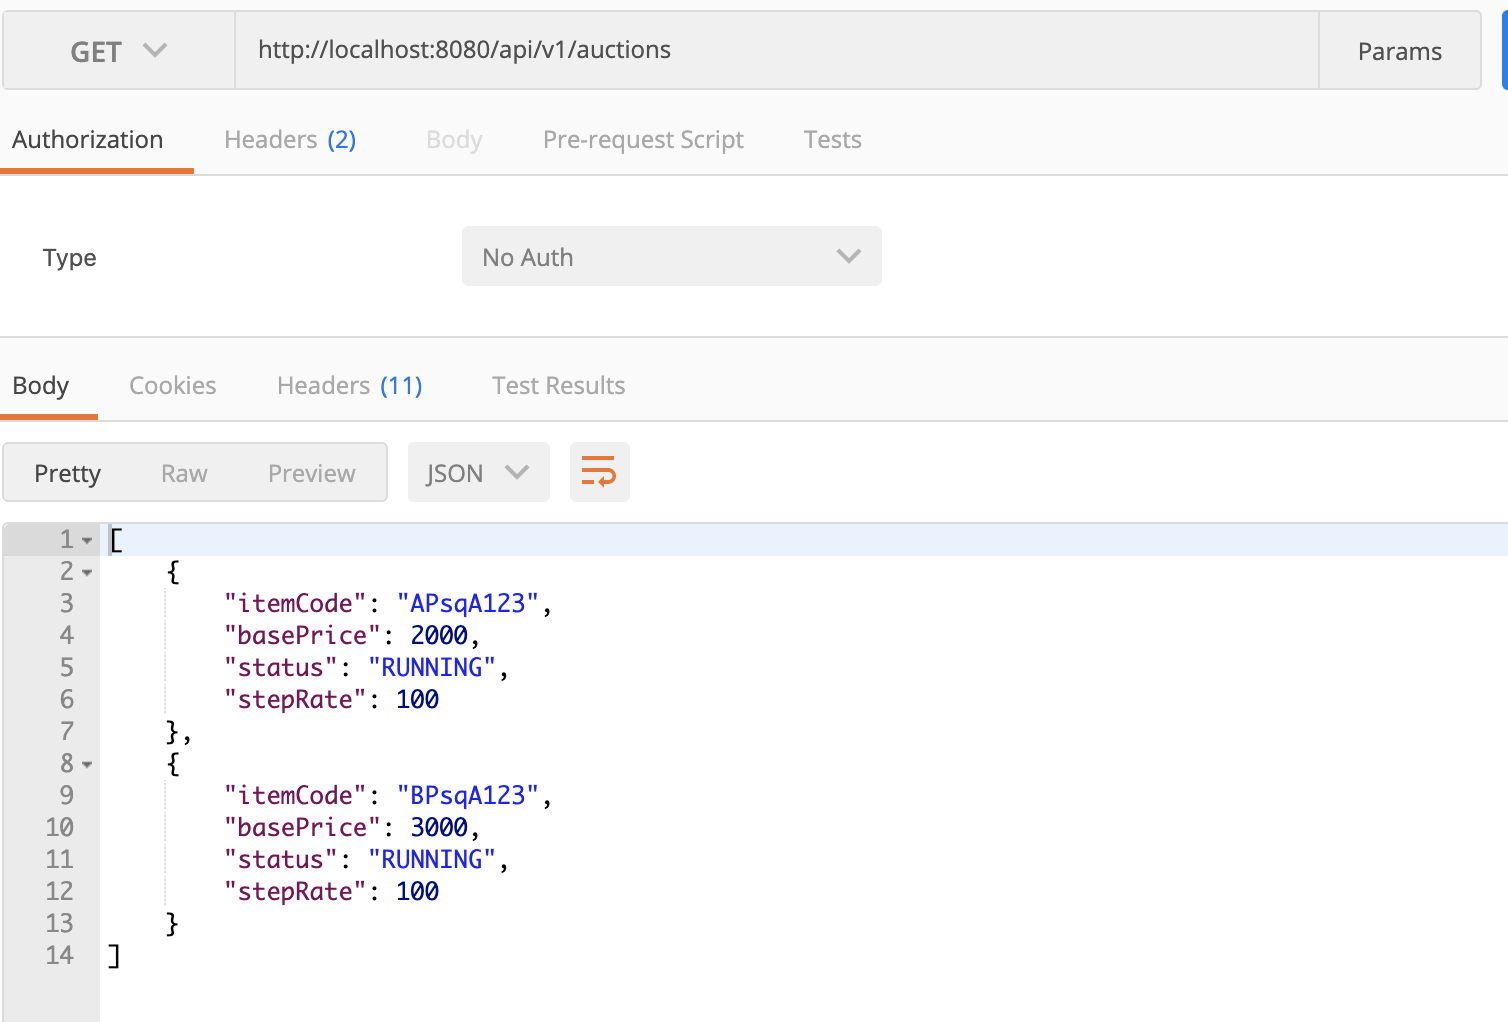 GET http://localhost:8080/api/v1/auctions Params
Authorization Headers (2) Body Pre-request Script Tests
Type No Auth
Body Cookies Headers (11) Test Results
Pretty Raw Preview JSON
1 [
2 {
3 "itemCode": "APsqA123",
4 "basePrice": 2000,
5 "status": "RUNNING",
6 "stepRate": 100
7 },
8 {
9 "itemCode": "BPsqA123",
10 "basePrice": 3000,
11 "status": "RUNNING",
12 "stepRate": 100
13 }
14 ]